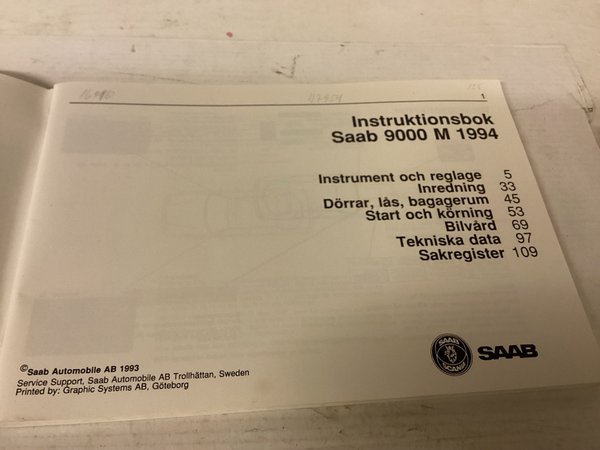 1
Instruktionsbok
Saab 9000 M 1994
Instrument och reglage 5
Inredning 33
Dörrar, lås, bagagerum 45
Start och körning 53
Bilvård 69
Tekniska data 97
Sakregister 109
SAAB
SCANIA
SAAB
©Saab Automobile AB 1993
Service Support, Saab Automobile AB Trollhättan, Sweden
Printed by: Graphic Systems AB, Göteborg